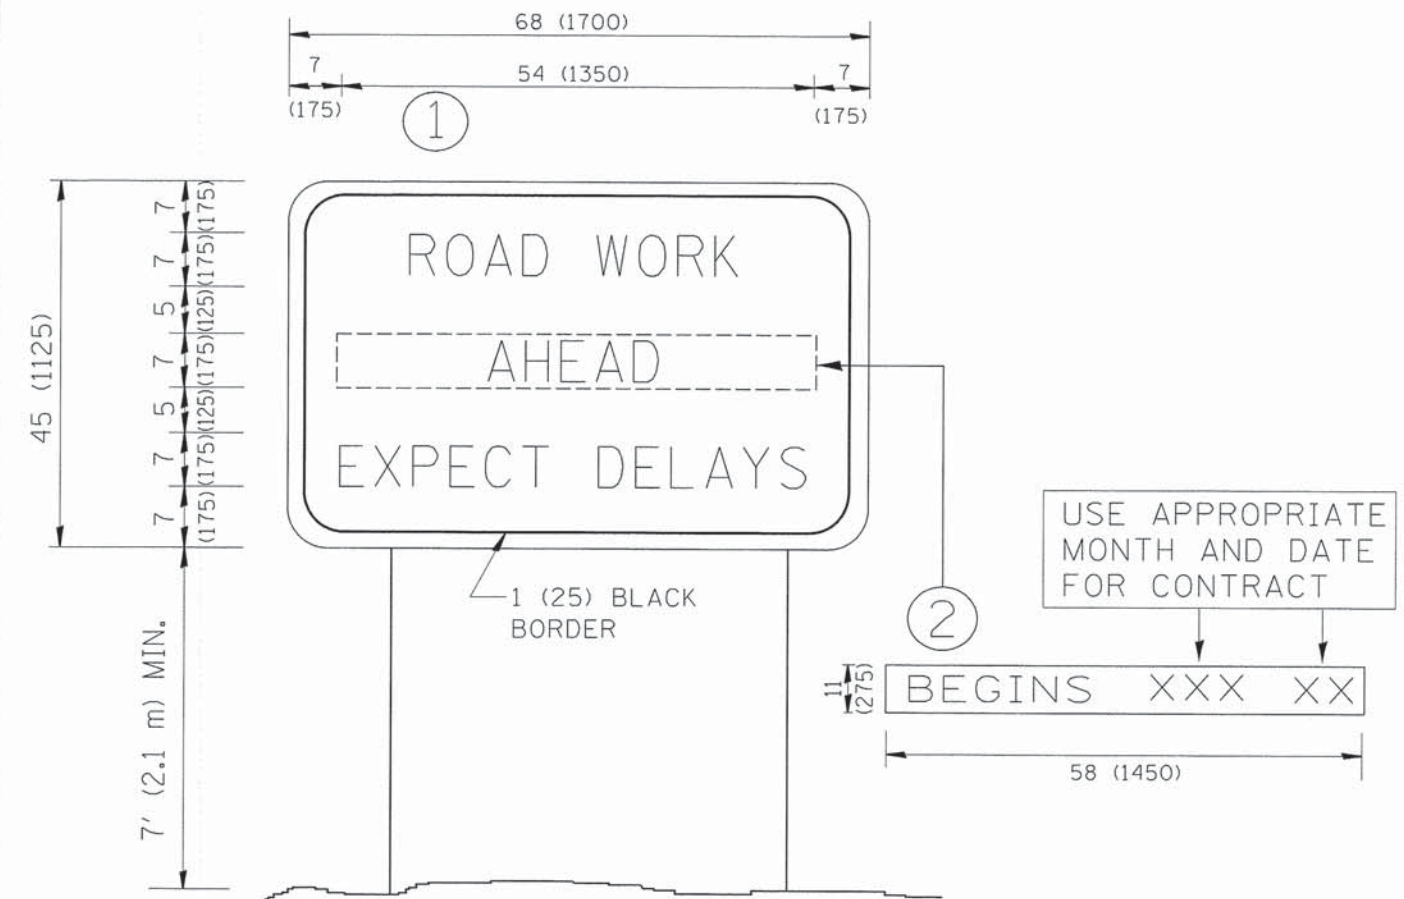 68 (1700)
7
54 (1350)
7
(175)
(175)
1
45 (1125)
7
(175)
7
(175)
5
(125)
7
(175)
5
(125)
7
(175)
7
(175)
ROAD WORK
AHEAD
EXPECT DELAYS
1 (25) BLACK
BORDER
7' (2.1 m) MIN.
USE APPROPRIATE
MONTH AND DATE
FOR CONTRACT
2
11
(275)
BEGINS XXX XX
58 (1450)